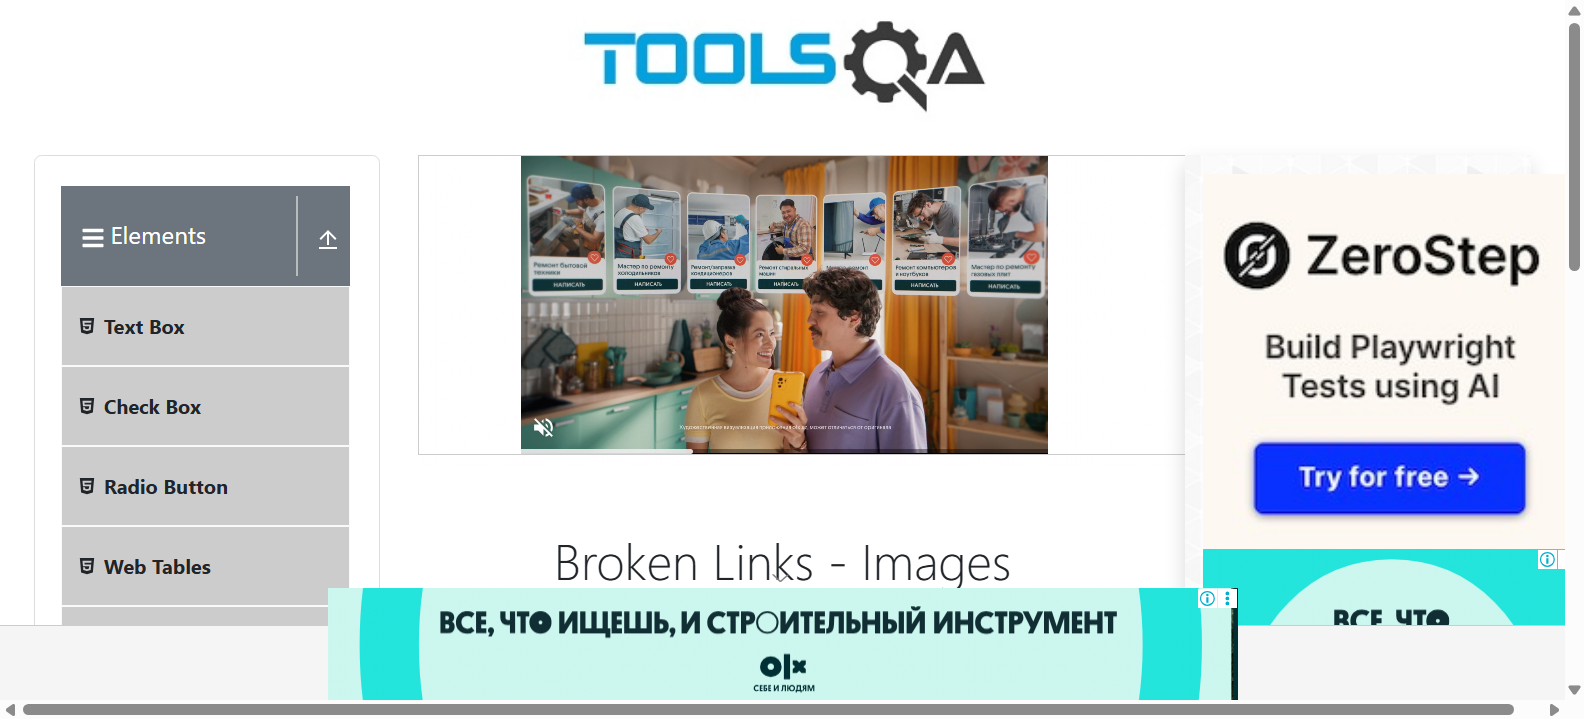 TOOLSQA
Elements
Text Box
Check Box
Radio Button
Web Tables
Ремонт бытовой
техники
НАПИСАТЬ
Мастер по ремонту
холодильников
НАПИСАТЬ
Ремонт/заправка
кондиционеров
НАПИСАТЬ
Ремонт стиральных
машин
НАПИСАТЬ
НАПИСАТЬ
Ремонт компьютеров
и ноутбуков
НАПИСАТЬ
Мастер по ремонту
газовых плит
НАПИСАТЬ
Broken Links - Images
ZeroStep
Build Playwright
Tests using AI
Try for free →
ВСЕ, ЧТО
ВСЕ, ЧТО ИЩЕШЬ, И СТРОИТЕЛЬНЫЙ ИНСТРУМЕНТ
olx
СЕБЕ И ЛЮДЯМ